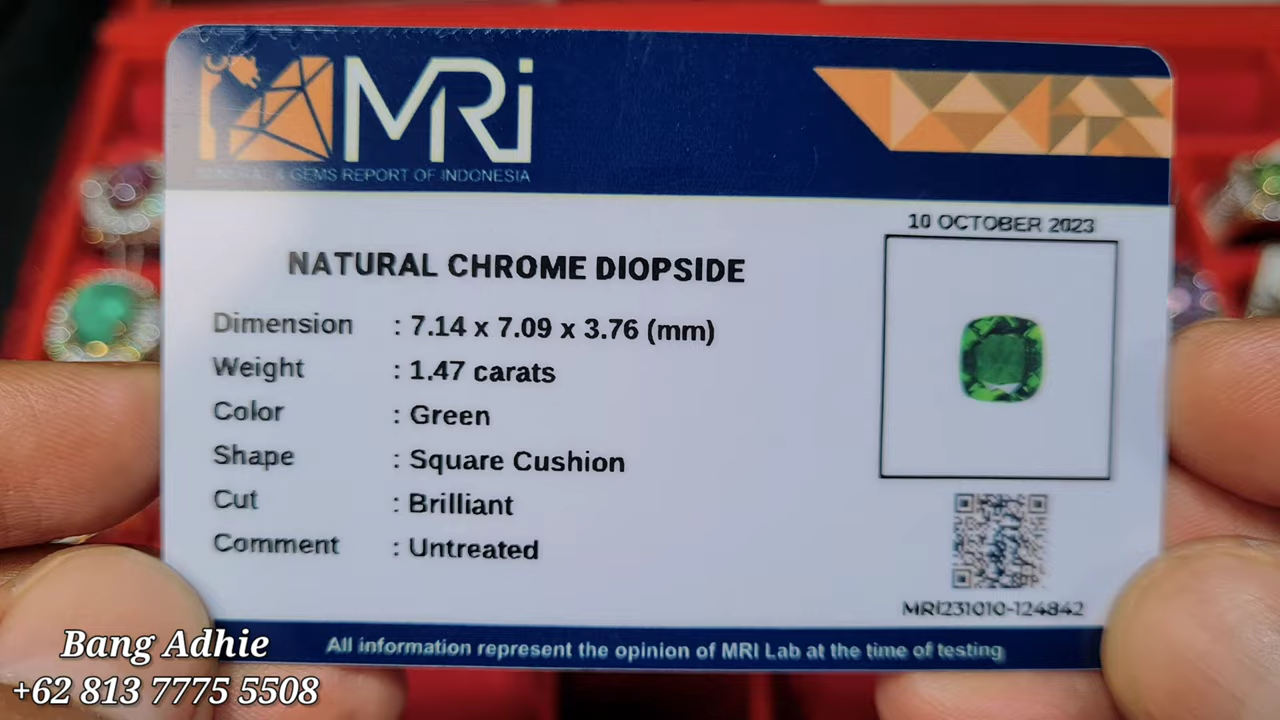 MRi
MINERAL & GEMS REPORT OF INDONESIA
10 OCTOBER 2023
NATURAL CHROME DIOPSIDE
Dimension : 7.14 x 7.09 x 3.76 (mm)
Weight : 1.47 carats
Color : Green
Shape : Square Cushion
Cut : Brilliant
Comment : Untreated
MRI231010-124842
All information represent the opinion of MRI Lab at the time of testing
Bang Adhie
+62 813 7775 5508